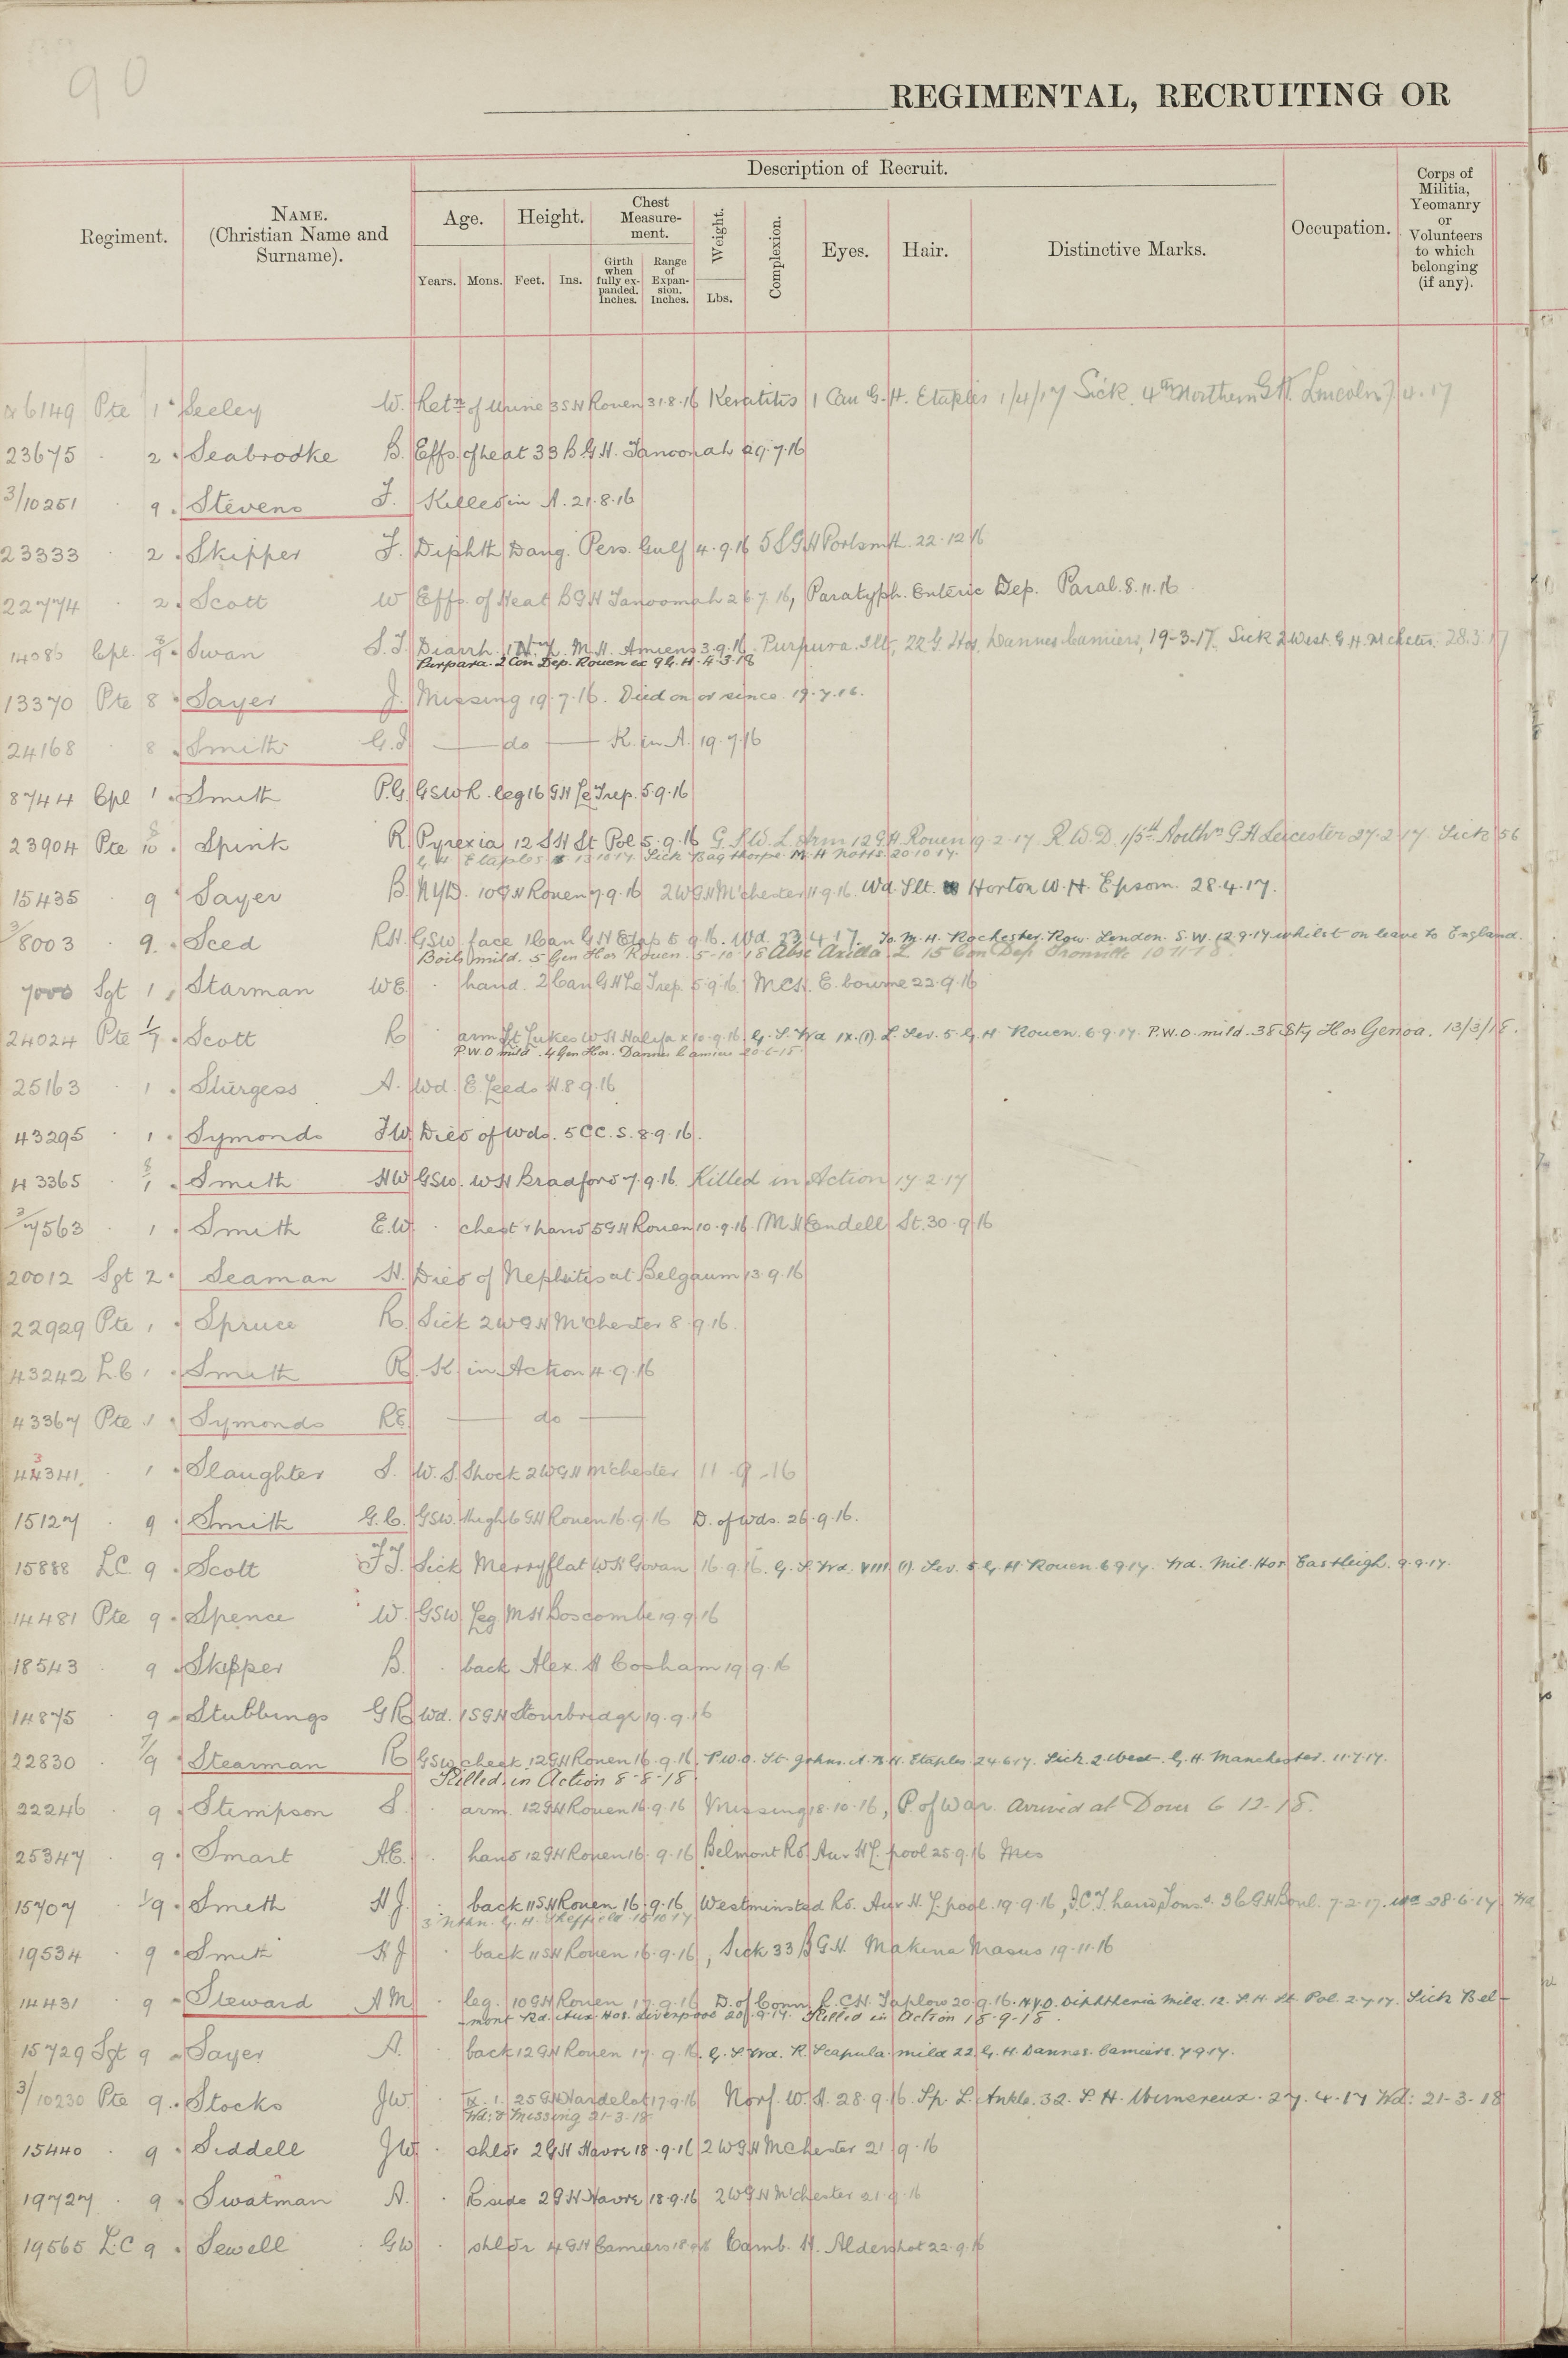 90
REGIMENTAL, RECRUITING OR
Regiment.
NAME.
(Christian Name and
Surname).
Description of Recruit.
Age.
Height.
Chest
Measure-
ment.
Weight.
Complexion.
Eyes.
Hair.
Distinctive Marks.
Occupation.
Corps of
Militia,
Yeomanry
or
Volunteers
to which
belonging
(if any).
Years.
Mons.
Feet.
Ins.
Girth
when
fully ex-
panded.
Inches.
Range
of
Expan-
sion.
Inches.
Lbs.
6149 Pte 1 Seeley W. Retn of Urine 3 S H Rouen 31.8.16 Keratitis 1 Can G.H. Etaples 1/4/17 Sick. 4th Northern G.H. Lincoln 7.4.17
23675 · 2 · Seabrooke B. Effs. of heat 33 B.G.H. Tanoomah 29.7.16
3/10251 · 9 · Stevens F. Killed in A. 21.8.16
23333 · 2 · Skipper F. Diphth Dang. Pers. Gulf 4.9.16 5 S G H Portsmth. 22.12.16
22774 · 2 · Scott W Effs. of Heat B G H Tanoomah 26.7.16, Paratyph. Enteric Dep. Paral. 8.11.16
14086 Cpl. 9 · Swan S.J. Diarrh. M.H. Amiens 3.9.16. Purpura. Slt, 22 G. Hos. Dannes Camiers, 19-3-17. Sick 2 West. G.H. Mchster. 28.3.17
Purpara. 2 Con Dep. Rouen ex 9 G.H. 4-3-18
13370 Pte 8 · Sayer J. Missing 19.7.16. Died on or since 19.7.16.
24168 · 8 · Smith G.J — do — K. in A. 19.7.16
8744 Cpl 1 · Smith P.G. GSW R. leg 16 G H Le Trep. 5.9.16
23904 Pte 8/10 · Spink R. Pyrexia 12 S H St Pol 5.9.16 G.S.W. L. Arm 12 G.H. Rouen 19.2.17 R W D. 1/5th Northn G H Leicester 27.2.17. Sick 56
G.H Etaples 13.10.17. Sick Bagthorpe M H Notts. 20.10.17.
15435 · 9 · Sayer B. NYD. 10 G H Rouen 7.9.16 2 W G H M'chester 11.9.16. Wd. Slt. Horton W.H. Epsom. 28.4.17.
3/8003 · 9 · Seed R.H. GSW. face 1 Can G H Etap 5.9.16. Wd. 23.4.17. To. M.H. Rochester. Row. London. S.W. 12.9.17 whilst on leave to England.
Boils mild. 5 Gen Hos Rouen. 5-10-18 Absc Axilla L 15 Con Dep Trouville 10-11-18.
7000 Sgt 1 · Starman W E. · hand. 2 Can G H Le Trep. 5.9.16. M C H. E. bourne 22.9.16
24024 Pte 1/7 · Scott R. arm St Lukes W H Halifax 10.9.16. G.S. Wd IX.(1). L. Sev. 5. G.H. Rouen. 6.9.17. P.W.O. mild. 38 Sty Hos Genoa. 13/3/18.
P.W.O mild. 4 Gen Hos. Dannes Camiers 20-6-18.
25163 · 1 · Sturgess A. Wd. E. Leeds H. 8.9.16
43295 · 1 · Symonds J W. Died of wds. 5 C C. S. 8.9.16.
43365 · 8/1 · Smith H W GSW. W H Bradford 7.9.16. Killed in Action 17.2.17
3/7563 · 1 · Smith E.W. · chest & hand 5 G H Rouen 10.9.16. M H Endell St. 30.9.16
20012 Sgt 2 · Seaman H. Died of Nephitis at Belgaum 13.9.16
22929 Pte 1 · Spruce R. Sick 2 W G H M'chester 8.9.16.
43242 L.C 1 · Smith R. K. in Action 4.9.16
43367 Pte 1 · Symonds R E. — do —
44341. 1 · Slaughter S. W. S. Shock 2 W G H M'chester 11-9-16
15127 · 9 · Smith G.C. GSW. thigh 6 G H Rouen 16.9.16 D. of Wds. 26.9.16.
15888 LC 9 · Scott F J. Sick Merryflat W H Govan 16.9.16. G.S. Wd. VIII (1). Sev. 5 G.H Rouen. 6.9.17. Wd. Mil. Hos Eastleigh. 9.9.17.
14481 Pte 9 · Spence W. GSW. Leg M H Boscombe 19.9.16
18543 · 9 · Skipper B. · back Alex. H Cosham 19.9.16
14875 · 9 · Stubbings G R Wd. 1 S G H Stourbridge 19.9.16
22830 · 7/9 · Stearman R GSW cheek 12 G H Rouen 16.9.16. P.W.O. St. Johns. A.B.H. Etaples 24.6.17. Sick. 2 West. G.H. Manchester. 11.7.17.
Killed in Action 8-8-18.
22246 · 9 · Stimpson S. · arm. 12 G H Rouen 16.9.16 Missing 18.10.16, P. of War. Arrived at Dover 6-12-18.
25347 · 9 · Smart A E. · hand 12 G H Rouen 16.9.16 Belmont Rd Aux H L'pool 25.9.16
15707 · 1/9 · Smith H J. · back 11 S H Rouen 16.9.16 Westminsted Rd. Aux H. L'pool. 19.9.16, I.C.T. hand 36 G H Boul. 7.2.17. Wd 28.6.17 Wd
3 Nthn. G.H. Sheffield 18.10.17
19534 · 9 · Smith H J · back 11 S H Rouen 16.9.16, Sick 33 B G H. Makina Masus 19.11.16
14431 · 9 · Steward A M · leg. 10 G H Rouen 17.9.16 D. of Conn. R.C.H. Taplow 20.9.16. N.Y.D. Diphtheria Mild. 12. S.H. St Pol. 2.7.17. Sick Bel-
-mont Rd. Aux. Hos. Liverpool 20.9.17. Killed in Action 18-9-18.
15729 Sgt 9 · Sayer A. · back 12 G H Rouen 17.9.16. G.S. Wd. R. Scapula. mild 22. G.H. Dannes. Camiers. 7.9.17.
3/10230 Pte 9 · Stocks J W. · IX. 1. 25 G H Hardelot 17.9.16 Norf. W.H. 28.9.16 Sp. L. Ankle. 32. S.H. Wimereux. 27.4.17 Wd: 21-3-18
Wd: & Missing 21-3-18
15440 · 9 · Siddell J W. · shldr 2 G H Havre 18.9.16 2 W G H Mchester 21.9.16
19727 · 9 · Swatman A. · R side 2 G H Havre 18.9.16 2 W G H M'chester 21.9.16
19565 L.C 9 · Sewell G W · shldr 4 G H Camiers 18.9.16 Camb. H. Aldershot 22.9.16